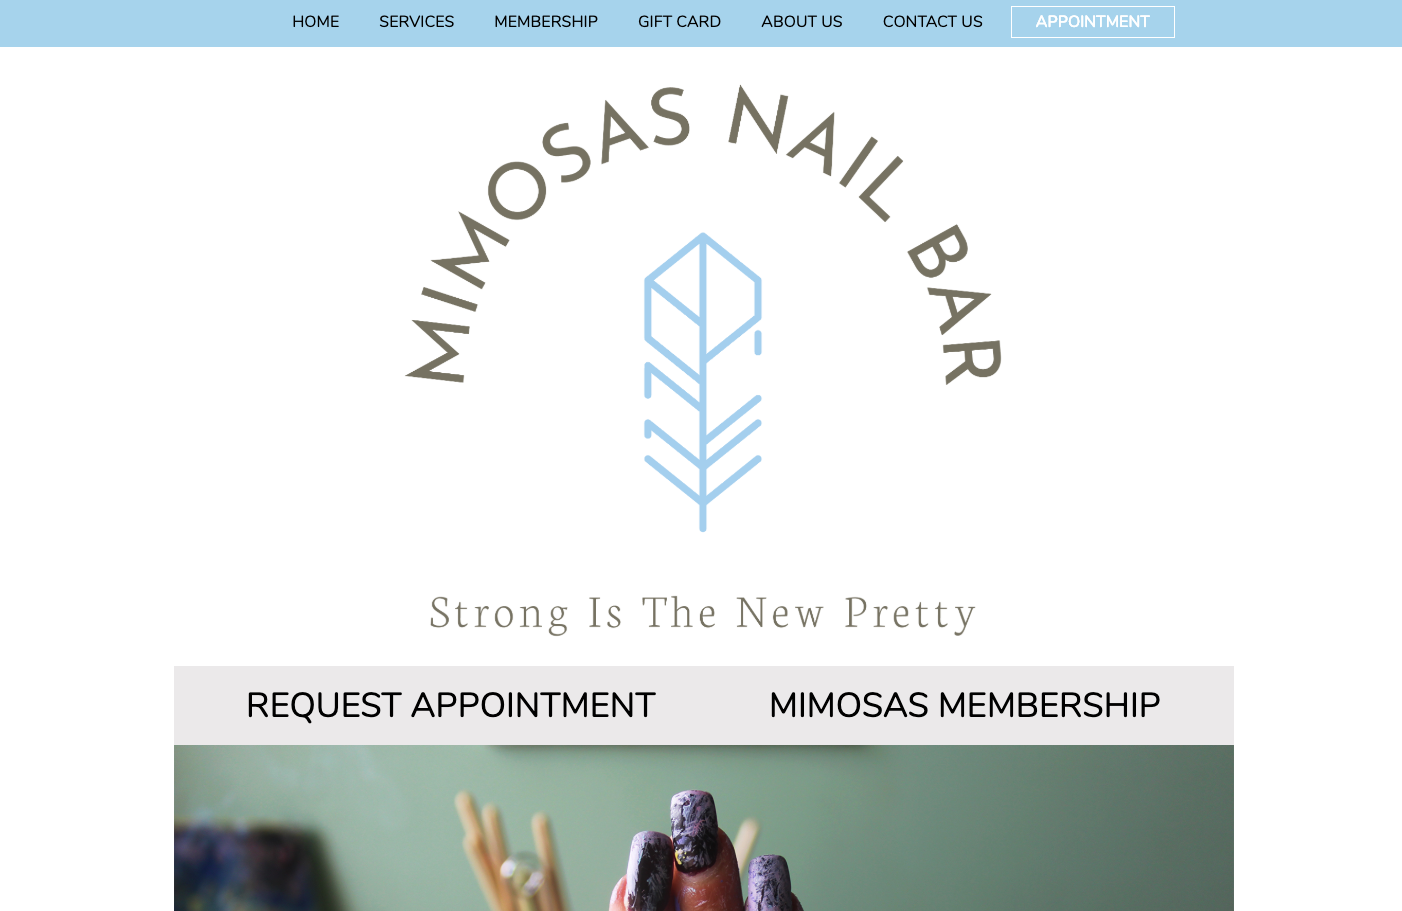 HOME SERVICES MEMBERSHIP GIFT CARD ABOUT US CONTACT US APPOINTMENT
MIMOSAS NAIL BAR
Strong Is The New Pretty
REQUEST APPOINTMENT MIMOSAS MEMBERSHIP